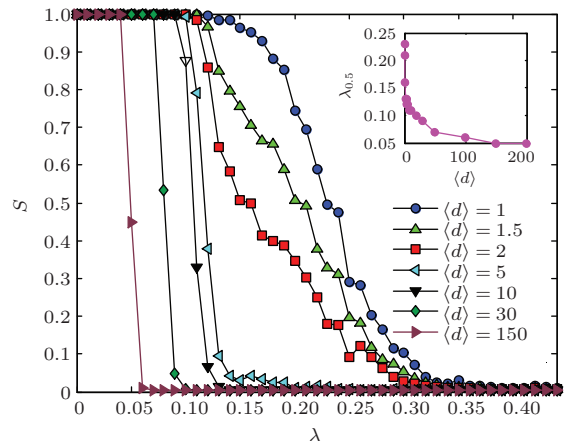 1.0
0.9
0.8
0.7
0.6
0.5
0.4
0.3
0.2
0.1
0
S
0 0.05 0.10 0.15 0.20 0.25 0.30 0.35 0.40
λ
0.25
0.20
0.15
0.10
0.05
λ0.5
0 100 200
⟨d⟩
⟨d⟩ = 1
⟨d⟩ = 1.5
⟨d⟩ = 2
⟨d⟩ = 5
⟨d⟩ = 10
⟨d⟩ = 30
⟨d⟩ = 150